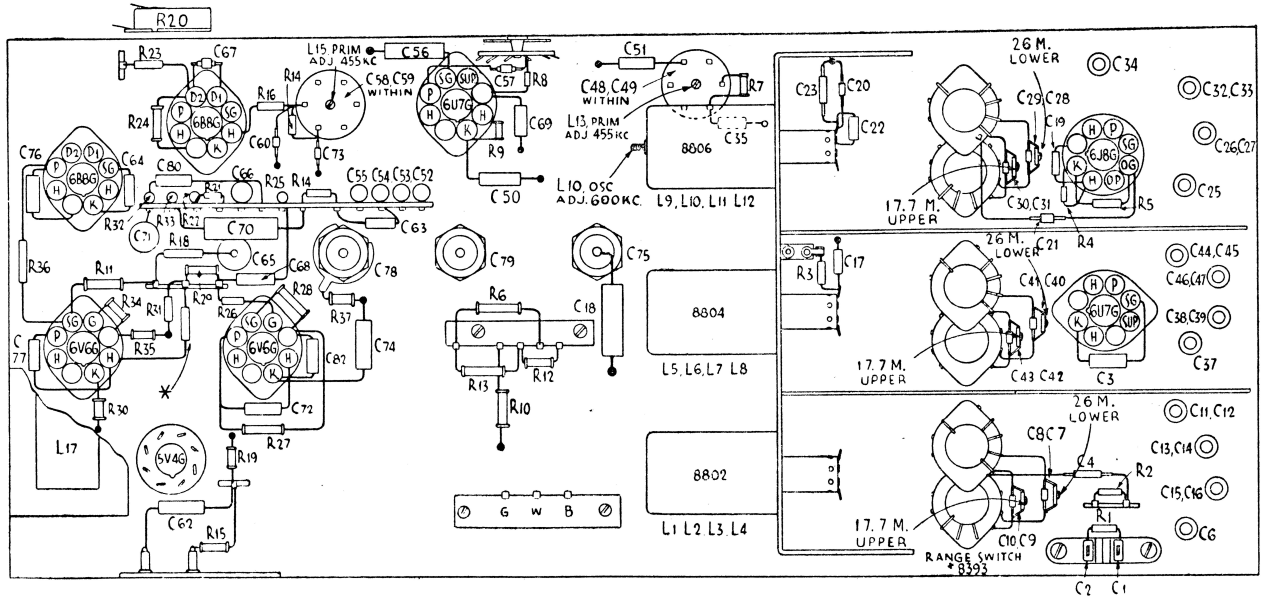 R20
R23
C67
L15, PRIM
ADJ. 455KC
C58, C59
WITHIN
R14
R16
D2 D1
P SG
6B8G
H H
K
R24
C60
C73
C56
C57
R8
SG SUP
P
6U7G
H H
K
R9
C69
C50
C51
C48, C49
WITHIN
L13, PRIM
ADJ 455KC
R7
C35
L10, OSC
ADJ. 600KC.
8806
L9, L10, L11 L12
C23
C20
C22
26 M.
LOWER
C29 C28
C19
H P
SG
6J8G
K OG
H OP
C30, C31
R5
R4
C21
17.7 M.
UPPER
C34
C32, C33
C26, C27
C25
C76
D2 D1
P SG
6B8G
H H
K
C64
C80
R21
C66
R25
R14
C55 C54 C53 C52
R32
R33
R22
C71
C70
C63
R18
C65
C68
C78
C79
C75
R36
R11
R31
R29
R28
R26
R34
R35
R37
C77
SG G
P
6V6G
H H
K
SG G
P
6V6G
H H
K
C82
C74
C72
R27
R30
L17
*
R6
R13
R12
R10
C18
8804
L5, L6, L7 L8
R3
C17
26 M.
LOWER
C41 C40
H P
SG
6U7G
K SUP
H
C3
C43 C42
17.7 M.
UPPER
C44, C45
C46, C47
C38, C39
C37
5V4G
R19
C62
R15
G W B
8802
L1 L2, L3, L4
26 M.
LOWER
C8 C7
C4
R2
R1
C10 C9
17.7 M.
UPPER
RANGE SWITCH
* 8393
C2 C1
C11, C12
C13, C14
C15, C16
C6